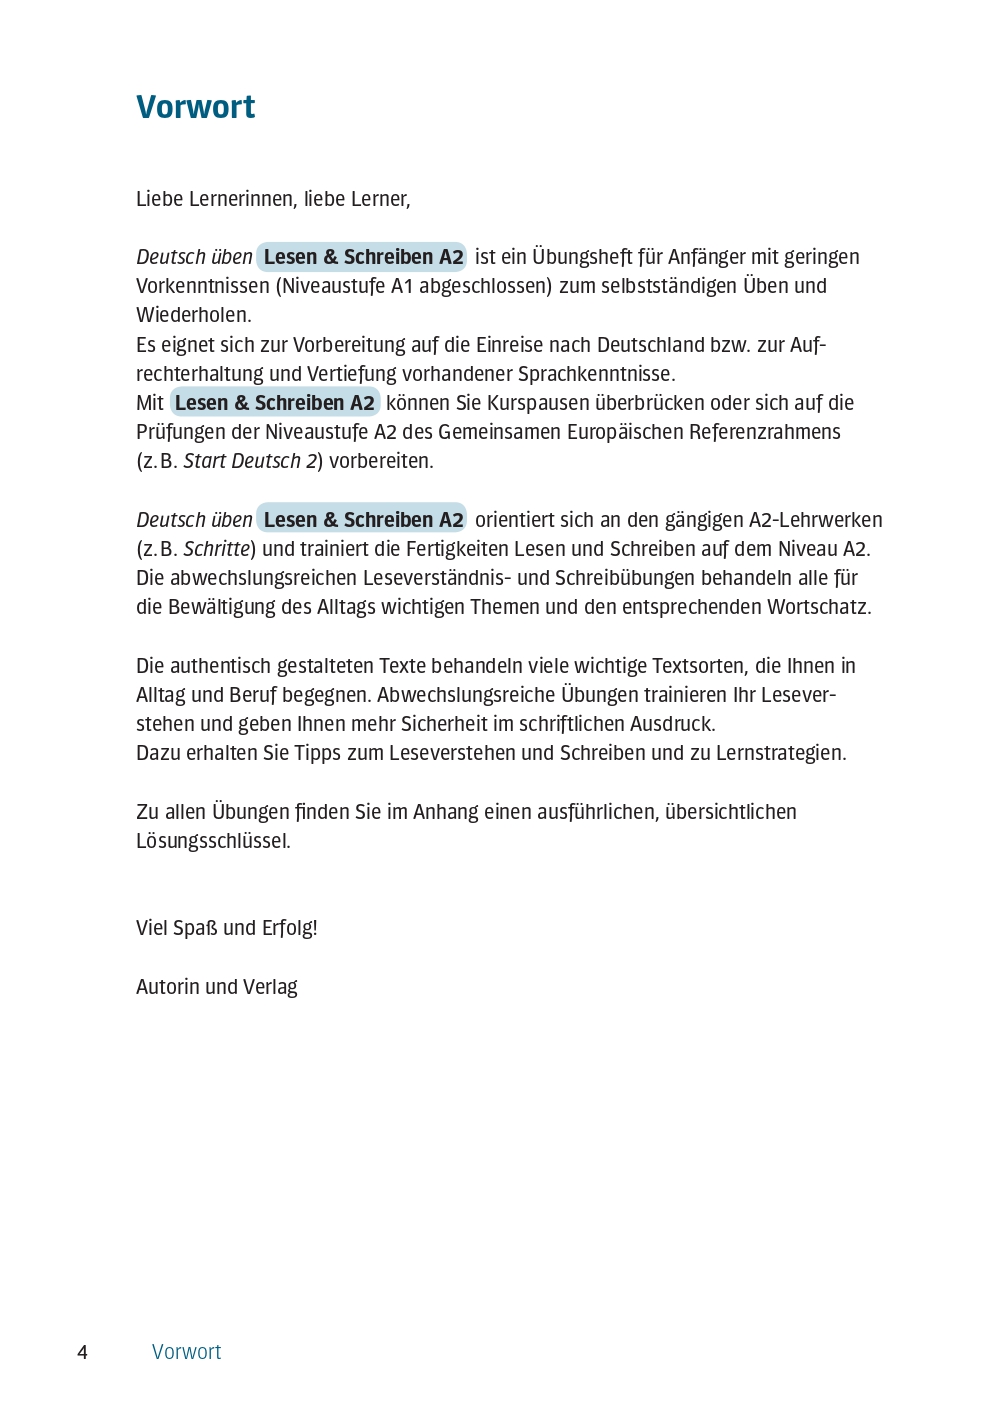 Vorwort
Liebe Lernerinnen, liebe Lerner,
Deutsch üben Lesen & Schreiben A2 ist ein Übungsheft für Anfänger mit geringen
Vorkenntnissen (Niveaustufe A1 abgeschlossen) zum selbstständigen Üben und
Wiederholen.
Es eignet sich zur Vorbereitung auf die Einreise nach Deutschland bzw. zur Auf-
rechterhaltung und Vertiefung vorhandener Sprachkenntnisse.
Mit Lesen & Schreiben A2 können Sie Kurspausen überbrücken oder sich auf die
Prüfungen der Niveaustufe A2 des Gemeinsamen Europäischen Referenzrahmens
(z. B. Start Deutsch 2) vorbereiten.
Deutsch üben Lesen & Schreiben A2 orientiert sich an den gängigen A2-Lehrwerken
(z. B. Schritte) und trainiert die Fertigkeiten Lesen und Schreiben auf dem Niveau A2.
Die abwechslungsreichen Leseverständnis- und Schreibübungen behandeln alle für
die Bewältigung des Alltags wichtigen Themen und den entsprechenden Wortschatz.
Die authentisch gestalteten Texte behandeln viele wichtige Textsorten, die Ihnen in
Alltag und Beruf begegnen. Abwechslungsreiche Übungen trainieren Ihr Lesever-
stehen und geben Ihnen mehr Sicherheit im schriftlichen Ausdruck.
Dazu erhalten Sie Tipps zum Leseverstehen und Schreiben und zu Lernstrategien.
Zu allen Übungen finden Sie im Anhang einen ausführlichen, übersichtlichen
Lösungsschlüssel.
Viel Spaß und Erfolg!
Autorin und Verlag
4 Vorwort